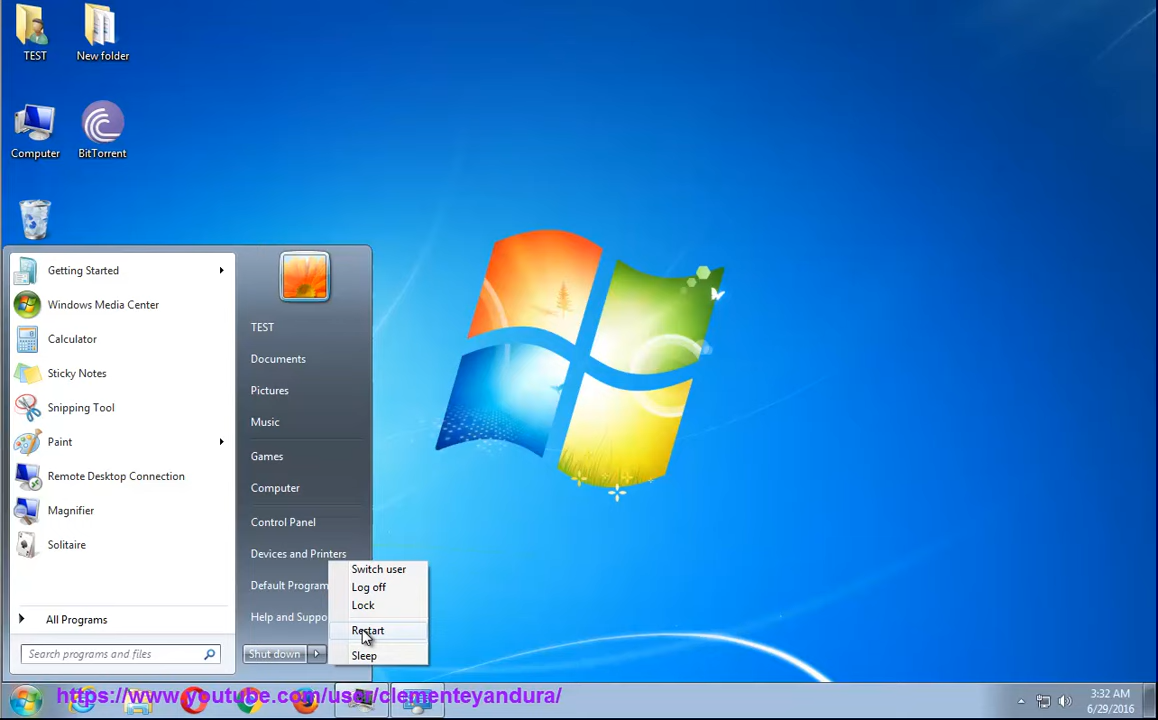 TEST
New folder
Computer
BitTorrent
Getting Started
Windows Media Center
Calculator
Sticky Notes
Snipping Tool
Paint
Remote Desktop Connection
Magnifier
Solitaire
All Programs
Search programs and files
TEST
Documents
Pictures
Music
Games
Computer
Control Panel
Devices and Printers
Default Program
Help and Suppo
Shut down
Switch user
Log off
Lock
Restart
Sleep
https://www.youtube.com/user/clementeyandura/
3:32 AM
6/29/2016